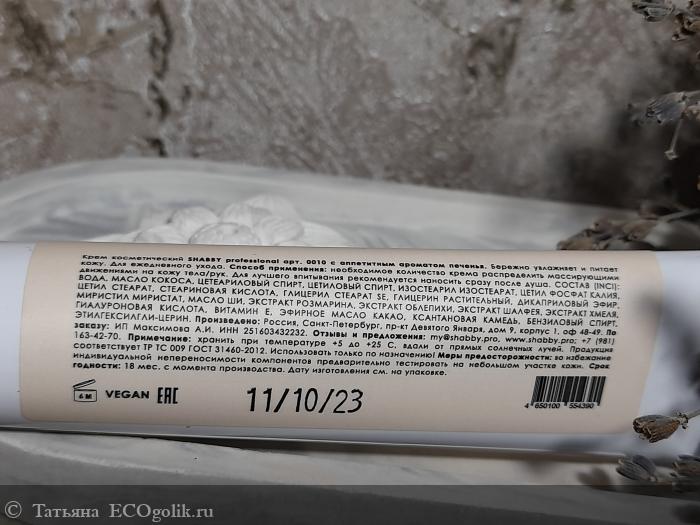 Крем косметический SHABBY professional арт. 0010 с аппетитным ароматом печенья. Бережно увлажняет и питает
кожу. Для ежедневного ухода. Способ применения: необходимое количество крема распределить массирующими
движениями на кожу тела/рук. Для лучшего впитывания рекомендуется наносить сразу после душа. СОСТАВ (INCI):
ВОДА, МАСЛО КОКОСА, ЦЕТЕАРИЛОВЫЙ СПИРТ, ЦЕТИЛОВЫЙ СПИРТ, ИЗОСТЕАРИЛ ИЗОСТЕАРАТ, ЦЕТИЛ ФОСФАТ КАЛИЯ,
ЦЕТИЛ СТЕАРАТ, СТЕАРИНОВАЯ КИСЛОТА, ГЛИЦЕРИЛ СТЕАРАТ SE, ГЛИЦЕРИН РАСТИТЕЛЬНЫЙ, ДИКАПРИЛОВЫЙ ЭФИР,
МИРИСТИЛ МИРИСТАТ, МАСЛО ШИ, ЭКСТРАКТ РОЗМАРИНА, ЭКСТРАКТ ОБЛЕПИХИ, ЭКСТРАКТ ШАЛФЕЯ, ЭКСТРАКТ ХМЕЛЯ,
ГИАЛУРОНОВАЯ КИСЛОТА, ВИТАМИН Е, ЭФИРНОЕ МАСЛО КАКАО, КСАНТАНОВАЯ КАМЕДЬ, БЕНЗИЛОВЫЙ СПИРТ,
ЭТИЛГЕКСИЛГЛИ-ЦЕРИН. Произведено: Россия, Санкт-Петербург, пр-кт Девятого Января, дом 9, корпус 1, оф 48-49. По
заказу: ИП Максимова А.И, ИНН 251603432232. Отзывы и предложения: my@shabby.pro, www.shabby.pro; +7 (981)
163-42-70. Примечание: хранить при температуре +5 до +25 С, вдали от прямых солнечных лучей. Продукция
соответствует ТР ТС 009 ГОСТ 31460-2012. Использовать только по назначению! Меры предосторожности: во избежание
индивидуальной непереносимости компонентов предварительно тестировать на небольшом участке кожи. Срок
годности: 18 мес. с момента производства. Дату изготовления см. на упаковке.
6 M VEGAN EAC 11/10/23
4 650100 554390
© Татьяна ECOgolik.ru